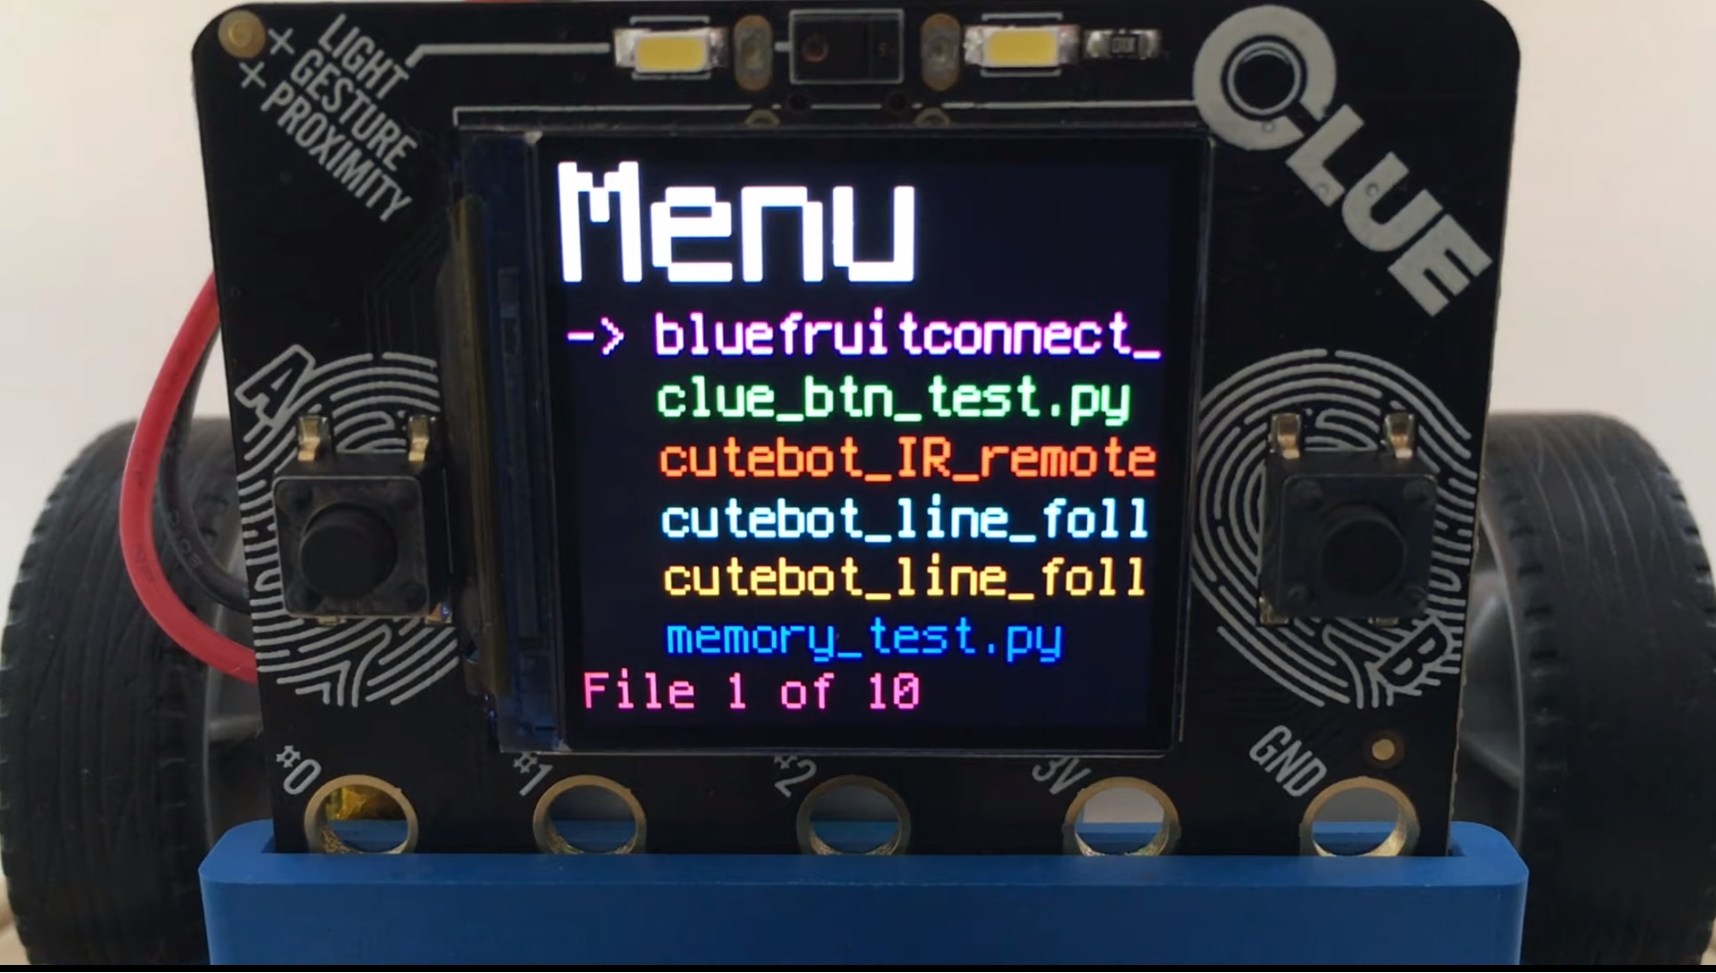 + LIGHT
GESTURE
+ PROXIMITY
CLUE
Menu
-> bluefruitconnect_
clue_btn_test.py
cutebot_IR_remote
cutebot_line_foll
cutebot_line_foll
memory_test.py
File 1 of 10
A
B
#0
#1
#2
3V
GND